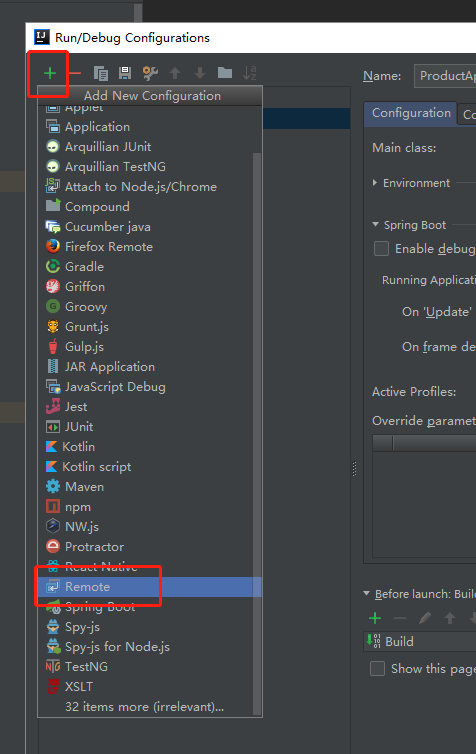 Run/Debug Configurations
Add New Configuration
Applet
Application
Arquillian JUnit
Arquillian TestNG
Attach to Node.js/Chrome
Compound
Cucumber java
Firefox Remote
Gradle
Griffon
Groovy
Grunt.js
Gulp.js
JAR Application
JavaScript Debug
Jest
JUnit
Kotlin
Kotlin script
Maven
npm
NW.js
Protractor
React Native
Remote
Spring Boot
Spy-js
Spy-js for Node.js
TestNG
XSLT
32 items more (irrelevant)...
Name: ProductAp
Configuration Co
Main class:
Environment
Spring Boot
Enable debug
Running Applicati
On 'Update'
On frame de
Active Profiles:
Override paramet
Before launch: Build
Build
Show this page